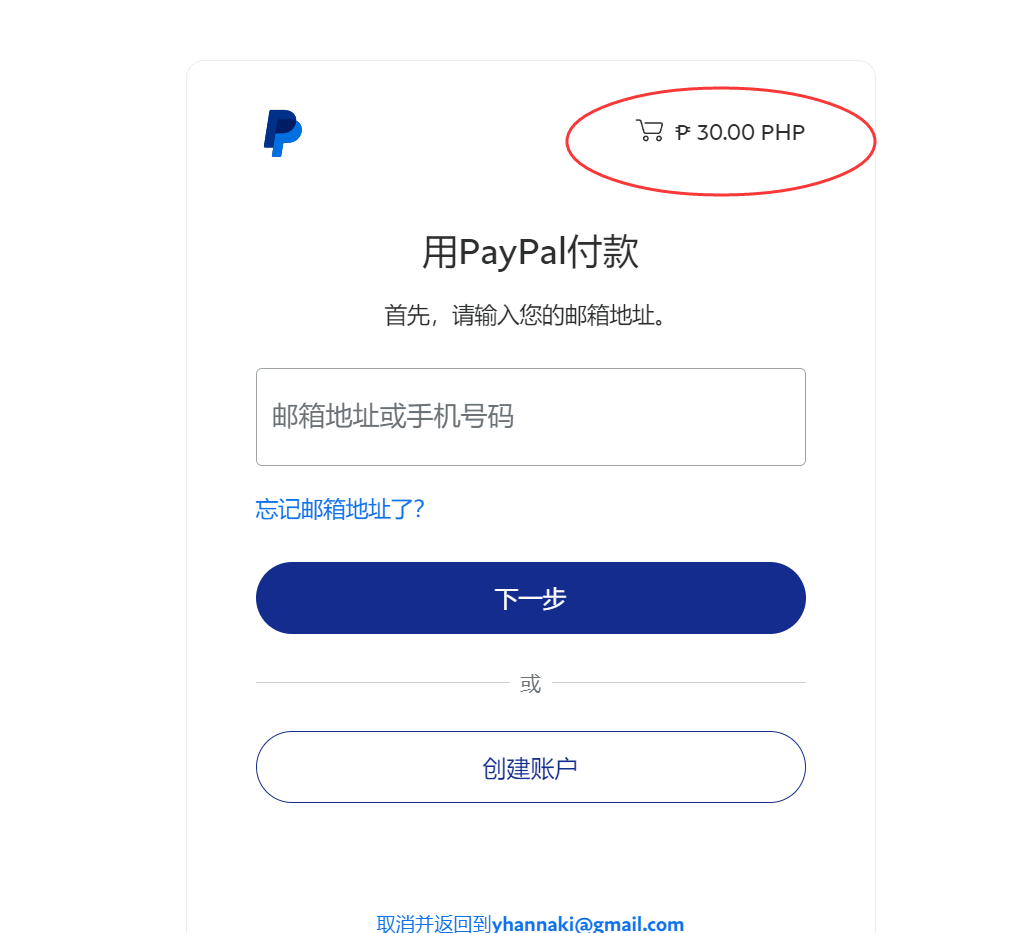 ₱ 30.00 PHP
用PayPal付款
首先，请输入您的邮箱地址。
邮箱地址或手机号码
忘记邮箱地址了？
下一步
或
创建账户
取消并返回到yhannaki@gmail.com